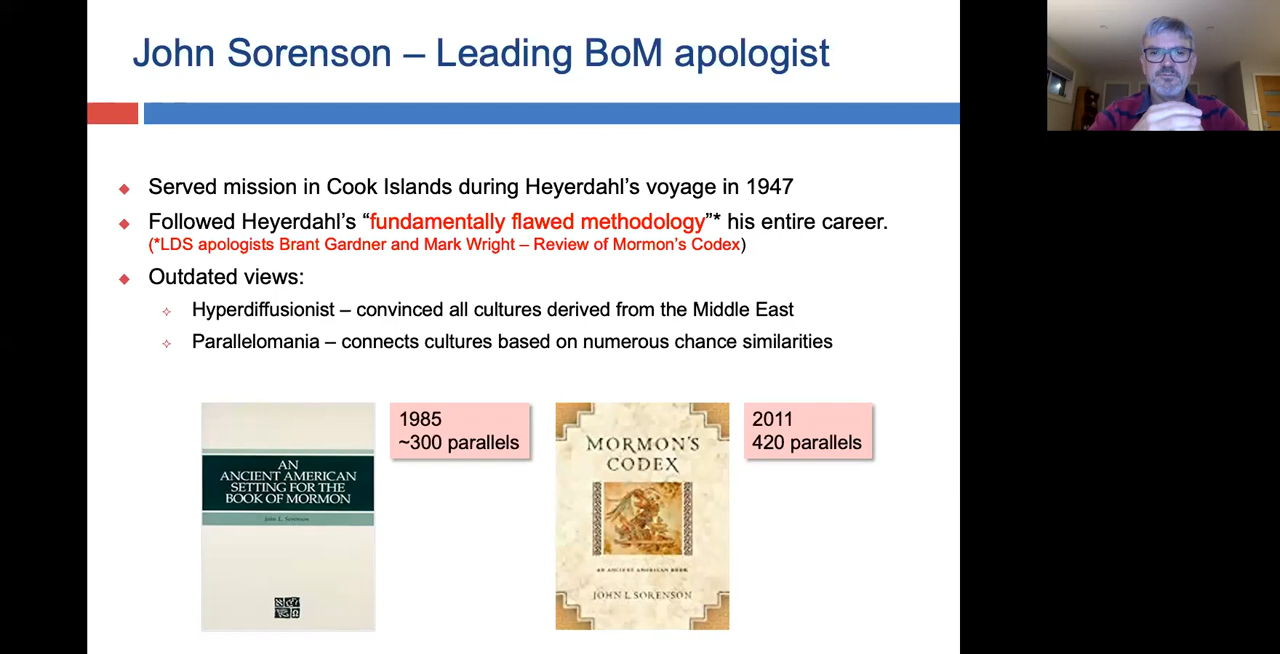 John Sorenson – Leading BoM apologist
Served mission in Cook Islands during Heyerdahl's voyage in 1947
Followed Heyerdahl's "fundamentally flawed methodology"* his entire career.
(*LDS apologists Brant Gardner and Mark Wright – Review of Mormon's Codex)
Outdated views:
Hyperdiffusionist – convinced all cultures derived from the Middle East
Parallelomania – connects cultures based on numerous chance similarities
AN
ANCIENT AMERICAN
SETTING FOR THE
BOOK OF MORMON
John L. Sorenson
1985
~300 parallels
MORMON'S
CODEX
AN ANCIENT AMERICAN BOOK
JOHN L. SORENSON
2011
420 parallels